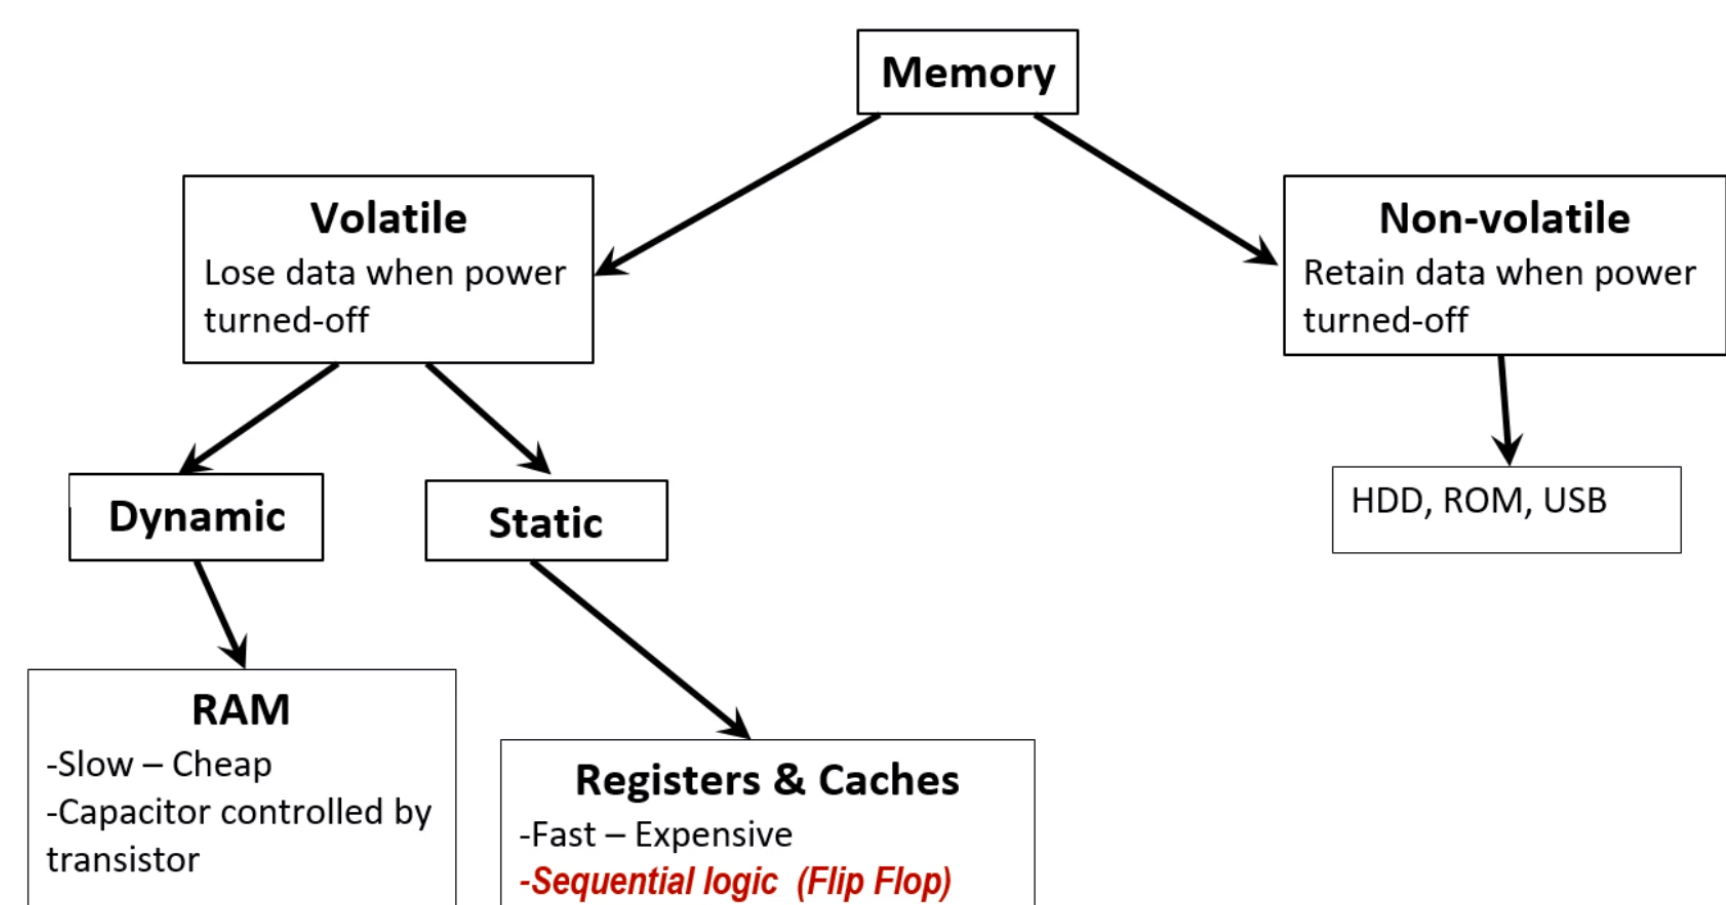 Memory
Volatile
Lose data when power
turned-off
Non-volatile
Retain data when power
turned-off
Dynamic
Static
HDD, ROM, USB
RAM
-Slow – Cheap
-Capacitor controlled by
transistor
Registers & Caches
-Fast – Expensive
-Sequential logic (Flip Flop)